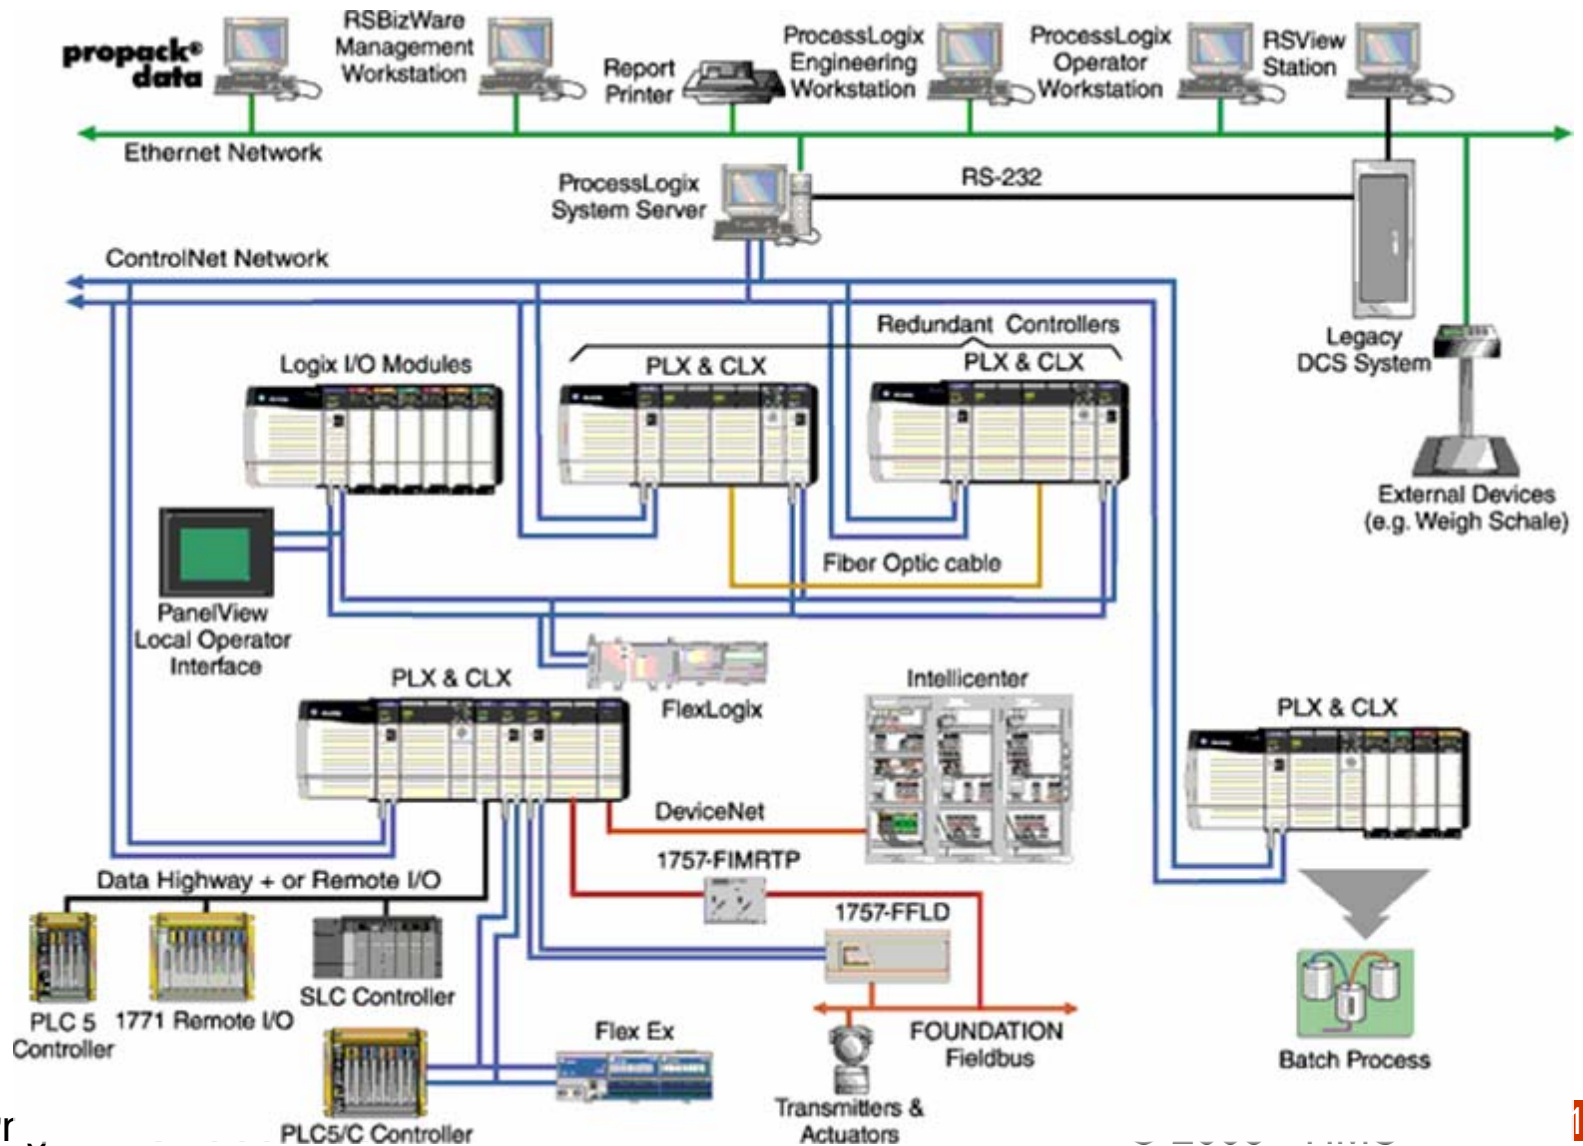 propack®
data
RSBizWare
Management
Workstation
Report
Printer
ProcessLogix
Engineering
Workstation
ProcessLogix
Operator
Workstation
RSView
Station
Ethernet Network
ProcessLogix
System Server
RS-232
ControlNet Network
Legacy
DCS System
Redundant Controllers
Logix I/O Modules
PLX & CLX
PLX & CLX
External Devices
(e.g. Weigh Schale)
Fiber Optic cable
PanelView
Local Operator
Interface
PLX & CLX
FlexLogix
Intellicenter
PLX & CLX
DeviceNet
1757-FIMRTP
Data Highway + or Remote I/O
1757-FFLD
SLC Controller
PLC 5
Controller
1771 Remote I/O
Flex Ex
FOUNDATION
Fieldbus
Batch Process
Transmitters &
Actuators
PLC5/C Controller
1